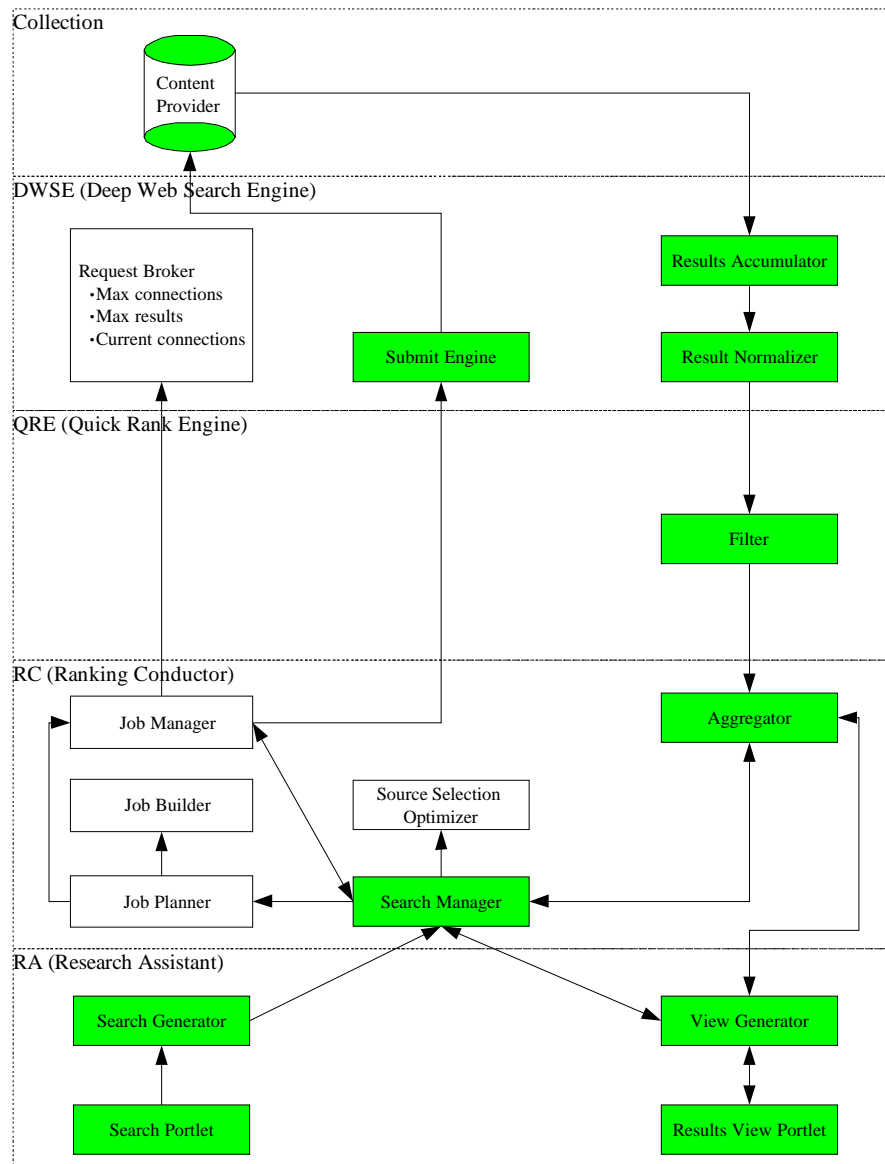 Collection
Content
Provider
DWSE (Deep Web Search Engine)
Request Broker
•Max connections
•Max results
•Current connections
Submit Engine
Results Accumulator
Result Normalizer
QRE (Quick Rank Engine)
Filter
RC (Ranking Conductor)
Job Manager
Aggregator
Job Builder
Source Selection
Optimizer
Job Planner
Search Manager
RA (Research Assistant)
Search Generator
View Generator
Search Portlet
Results View Portlet